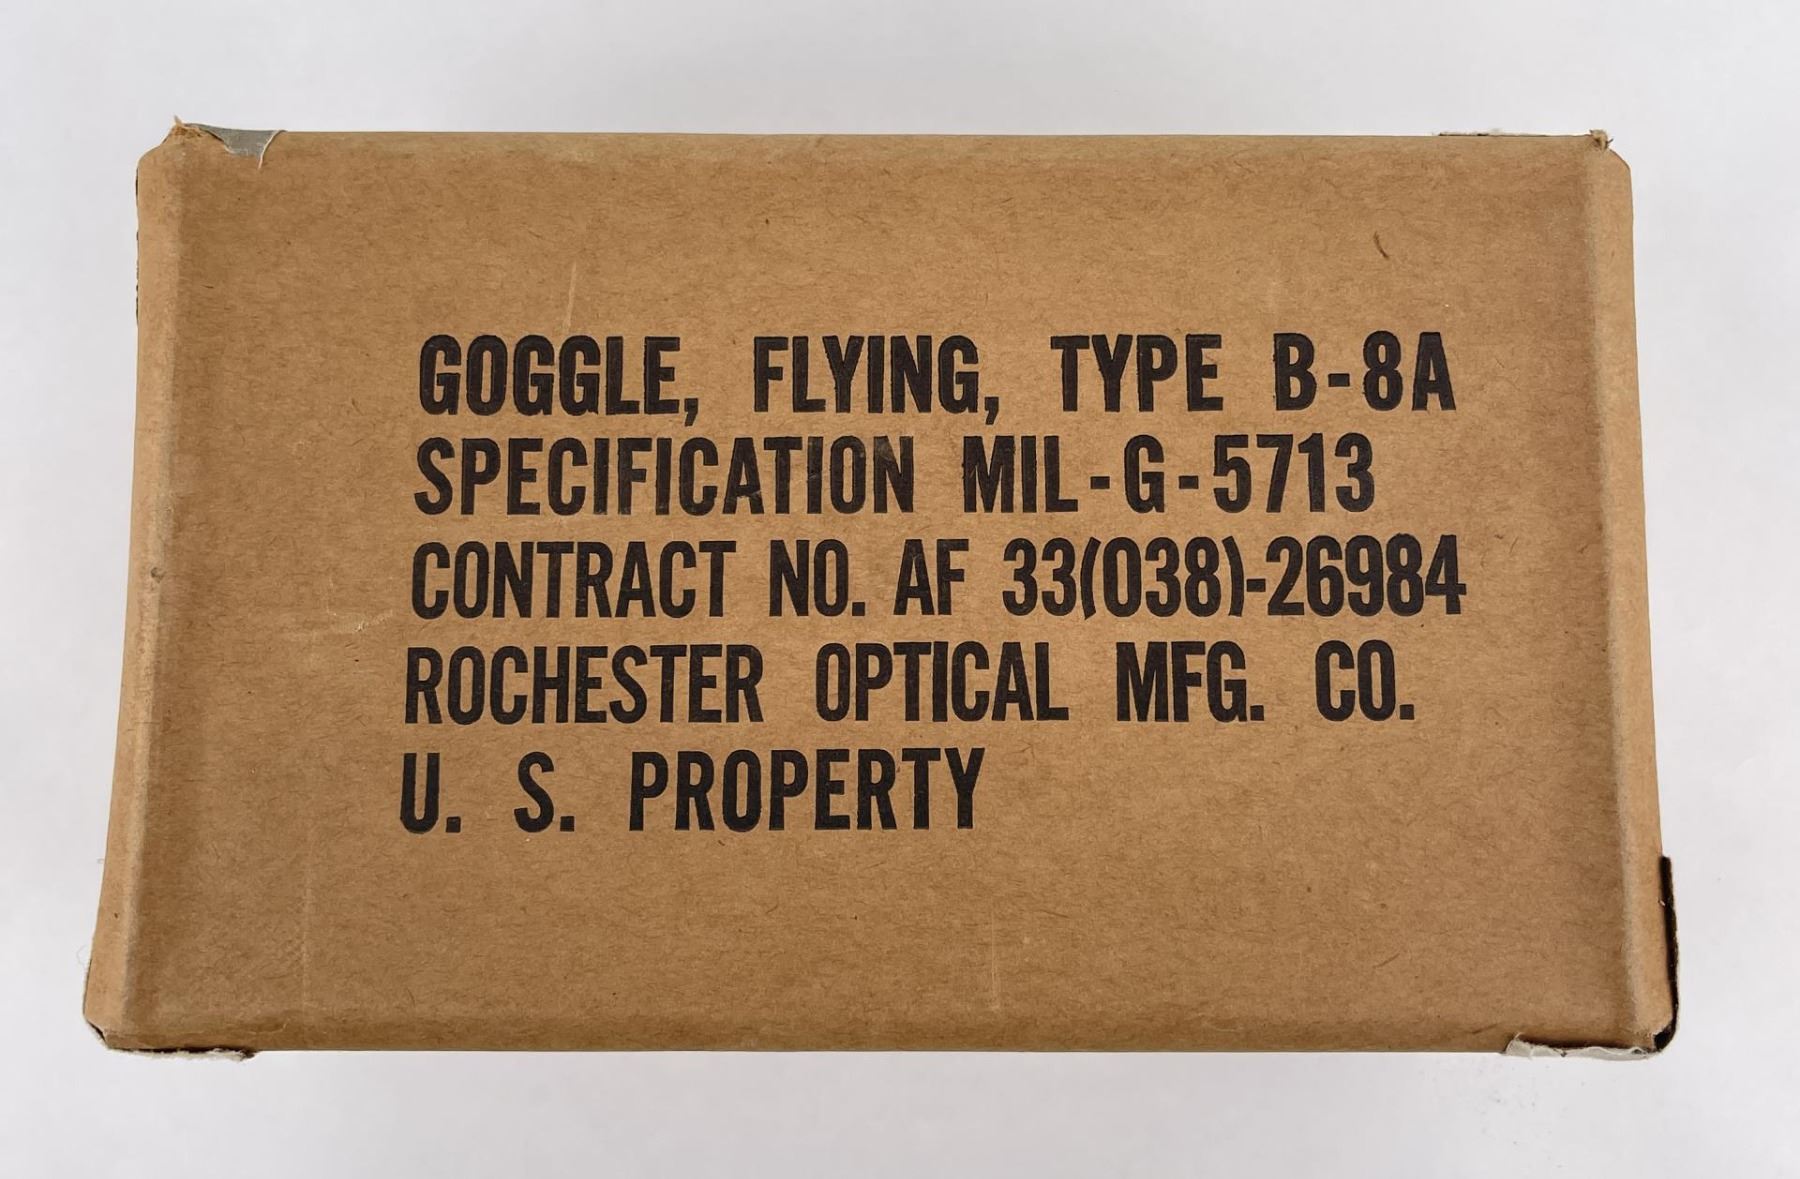 GOGGLE, FLYING, TYPE B-8A
SPECIFICATION MIL-G-5713
CONTRACT NO. AF 33(038)-26984
ROCHESTER OPTICAL MFG. CO.
U. S. PROPERTY